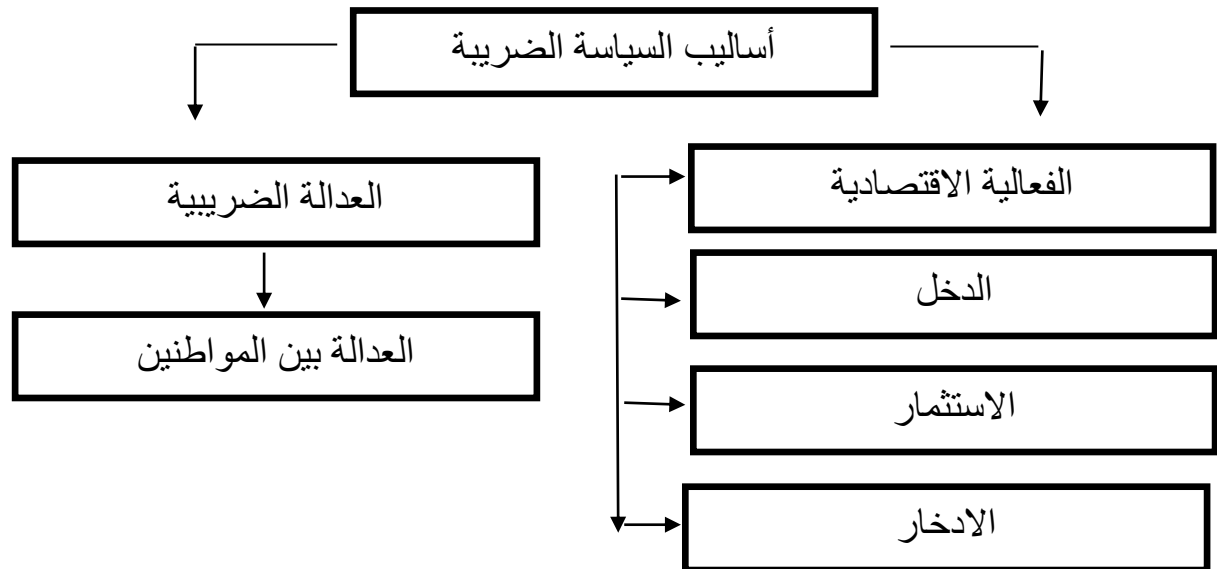 أساليب السياسة الضريبة
الفعالية الاقتصادية
العدالة الضريبية
الدخل
العدالة بين المواطنين
الاستثمار
الادخار